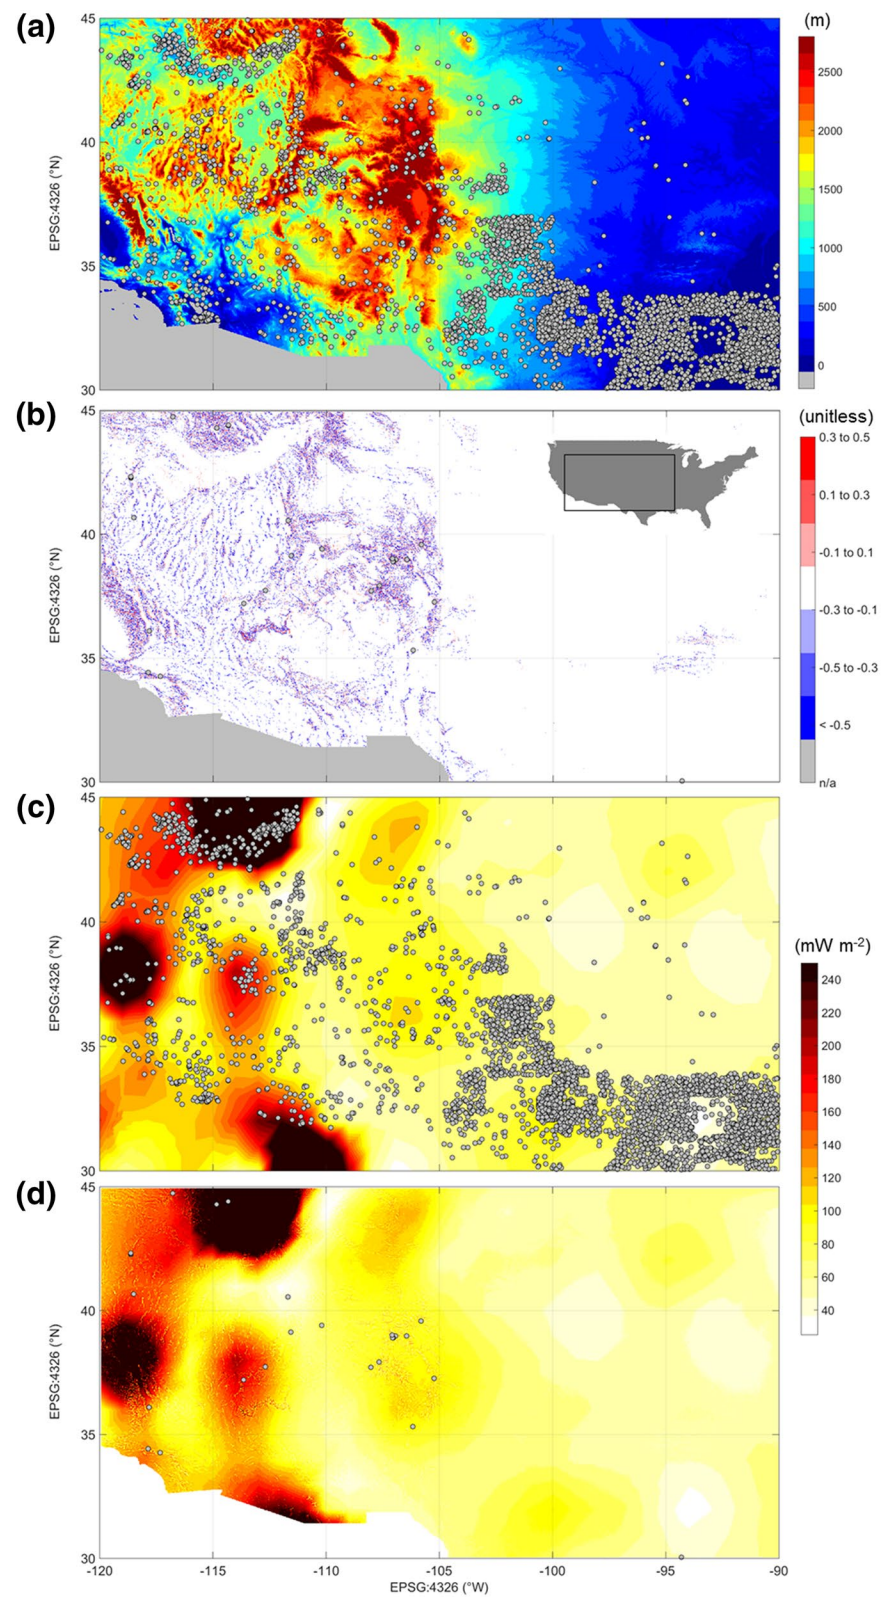 (a)
(m)
45
40
35
30
EPSG:4326 (°N)
2500
2000
1500
1000
500
0
(b)
(unitless)
45
40
35
30
EPSG:4326 (°N)
0.3 to 0.5
0.1 to 0.3
-0.1 to 0.1
-0.3 to -0.1
-0.5 to -0.3
< -0.5
n/a
(c)
45
40
35
30
EPSG:4326 (°N)
(mW m-2)
240
220
200
180
160
140
120
100
80
60
40
(d)
45
40
35
30
EPSG:4326 (°N)
-120
-115
-110
-105
-100
-95
-90
EPSG:4326 (°W)